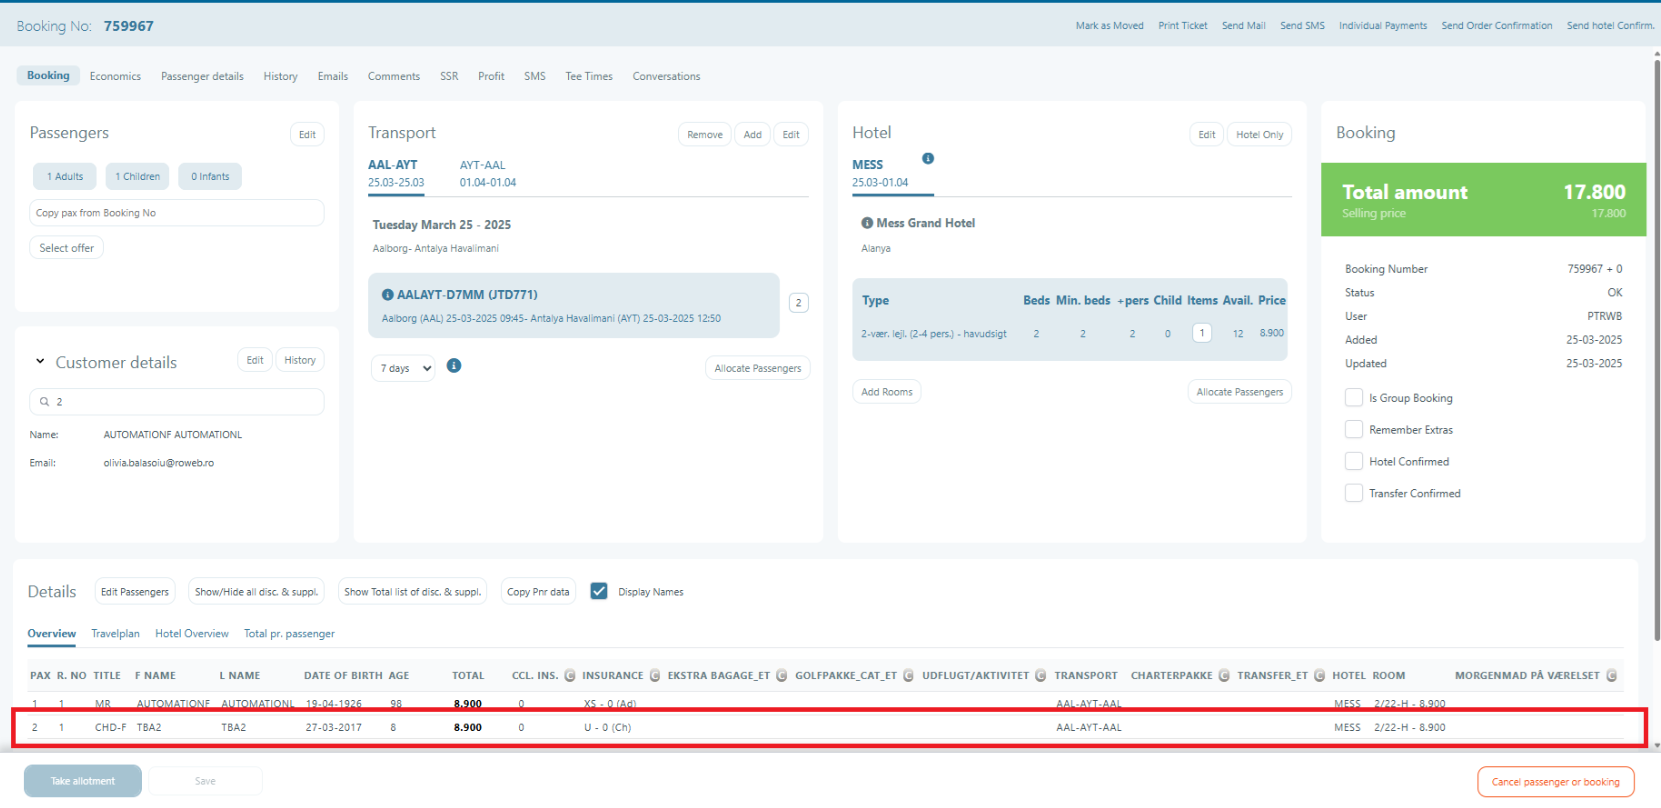 Booking No: 759967
Mark as Moved Print Ticket Send Mail Send SMS Individual Payments Send Order Confirmation Send hotel Confirm.
Booking Economics Passenger details History Emails Comments SSR Profit SMS Tee Times Conversations
Passengers
Edit
1 Adults 1 Children 0 Infants
Copy pax from Booking No
Select offer
Customer details
Edit History
2
Name: AUTOMATIONF AUTOMATIONL
Email: olivia.balasoiu@roweb.ro
Transport
Remove Add Edit
AAL-AYT AYT-AAL
25.03-25.03 01.04-01.04
Tuesday March 25 - 2025
Aalborg- Antalya Havalimani
AALAYT-D7MM (JTD771)
Aalborg (AAL) 25-03-2025 09:45- Antalya Havalimani (AYT) 25-03-2025 12:50
2
7 days
Allocate Passengers
Hotel
Edit Hotel Only
MESS
25.03-01.04
Mess Grand Hotel
Alanya
Type Beds Min. beds +pers Child Items Avail. Price
2-vær. lejl. (2-4 pers.) - havudsigt 2 2 2 0 1 12 8.900
Add Rooms Allocate Passengers
Booking
Total amount 17.800
Selling price 17.800
Booking Number 759967 + 0
Status OK
User PTRWB
Added 25-03-2025
Updated 25-03-2025
Is Group Booking
Remember Extras
Hotel Confirmed
Transfer Confirmed
Details Edit Passengers Show/Hide all disc. & suppl. Show Total list of disc. & suppl. Copy Pnr data Display Names
Overview Travelplan Hotel Overview Total pr. passenger
PAX R. NO TITLE F NAME L NAME DATE OF BIRTH AGE TOTAL CCL. INS. C INSURANCE C EKSTRA BAGAGE_ET C GOLFPAKKE_CAT_ET C UDFLUGT/AKTIVITET C TRANSPORT CHARTERPAKKE C TRANSFER_ET C HOTEL ROOM MORGENMAD PÅ VÆRELSET C
1 1 MR AUTOMATIONF AUTOMATIONL 19-04-1926 98 8.900 0 XS - 0 (Ad) AAL-AYT-AAL MESS 2/22-H - 8.900
2 1 CHD-F TBA2 TBA2 27-03-2017 8 8.900 0 U - 0 (Ch) AAL-AYT-AAL MESS 2/22-H - 8.900
Take allotment Save Cancel passenger or booking